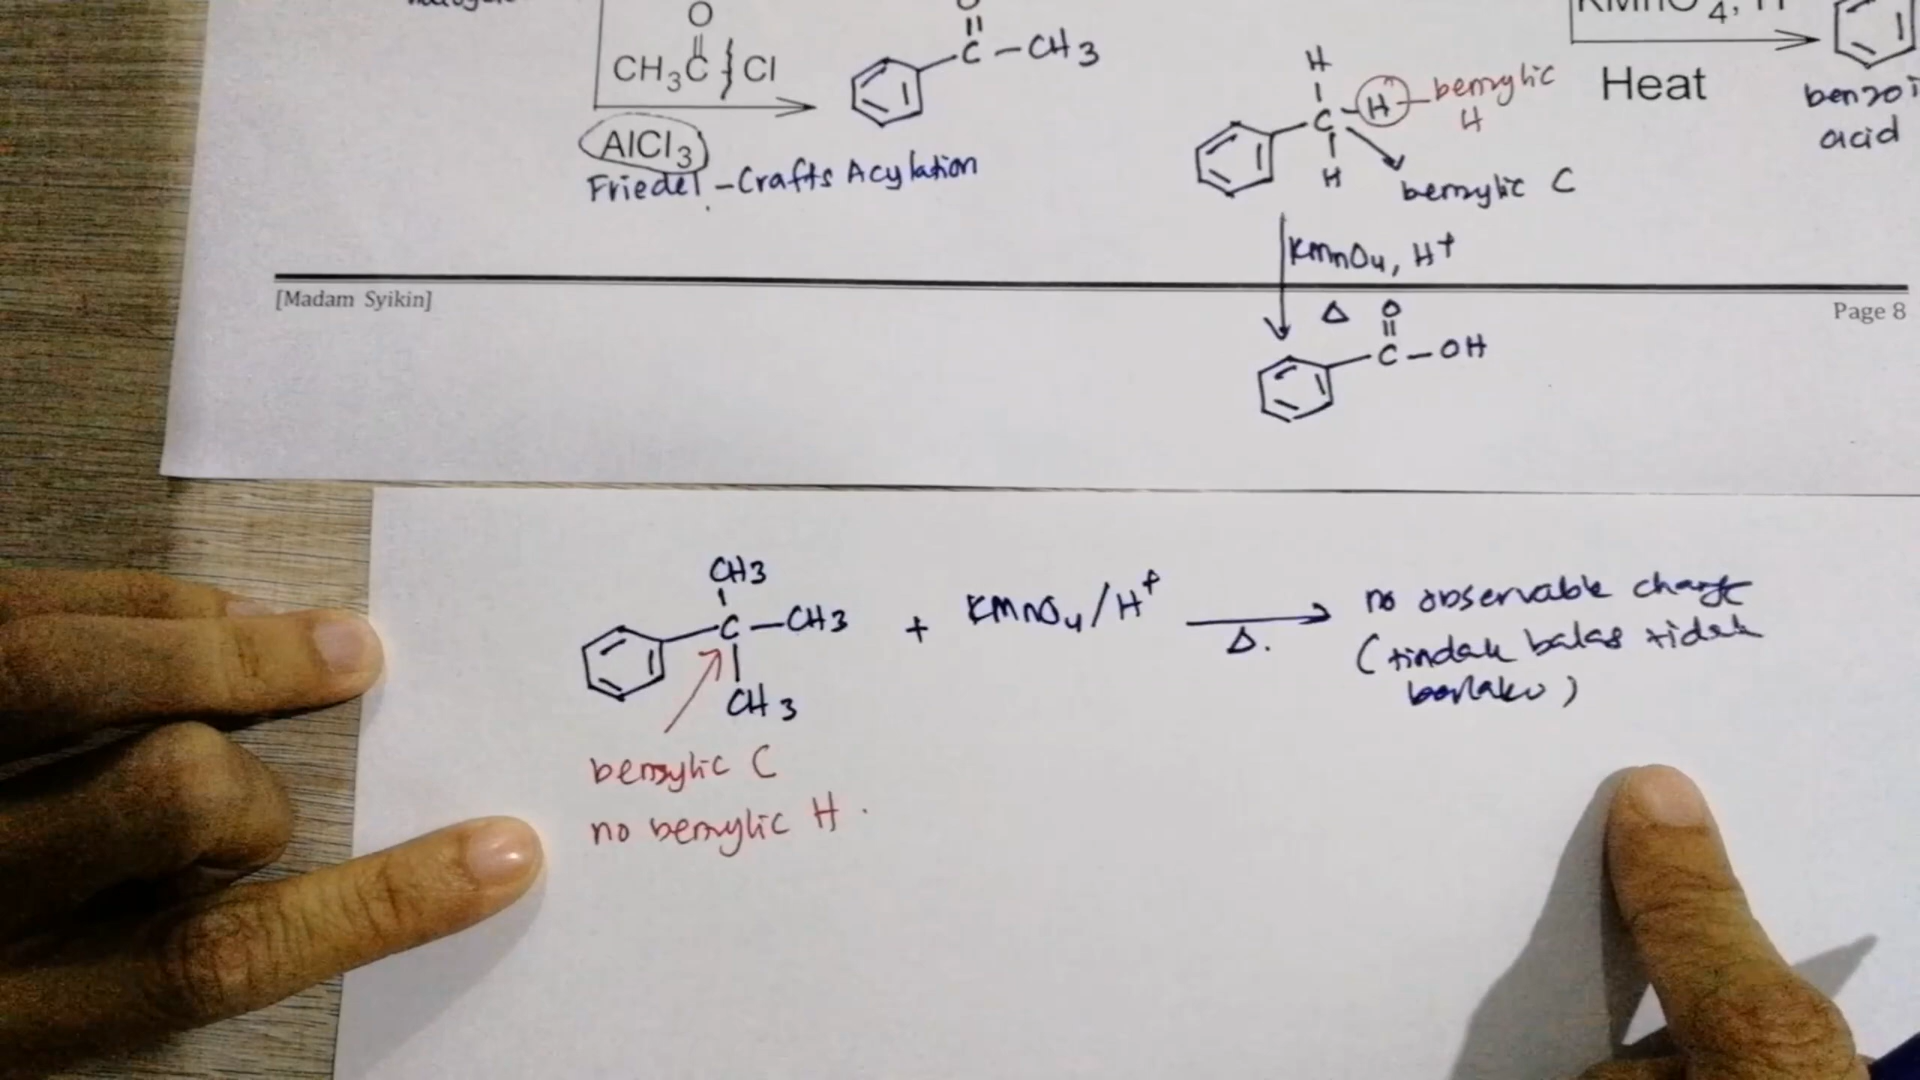 O
||
CH3C}Cl
AlCl3
Friedel-Crafts Acylation
O
||
C-CH3
H
C-H-benzylic
H
H
benzylic C
KMnO4, H+
Heat
benzoi
acid
KMnO4, H+
[Madam Syikin]
Page 8
Δ
O
||
C-OH
CH3
C-CH3
CH3
+ KMnO4/H+
Δ.
no observable change
(tindak balas tidak
berlaku)
benzylic C
no benzylic H.